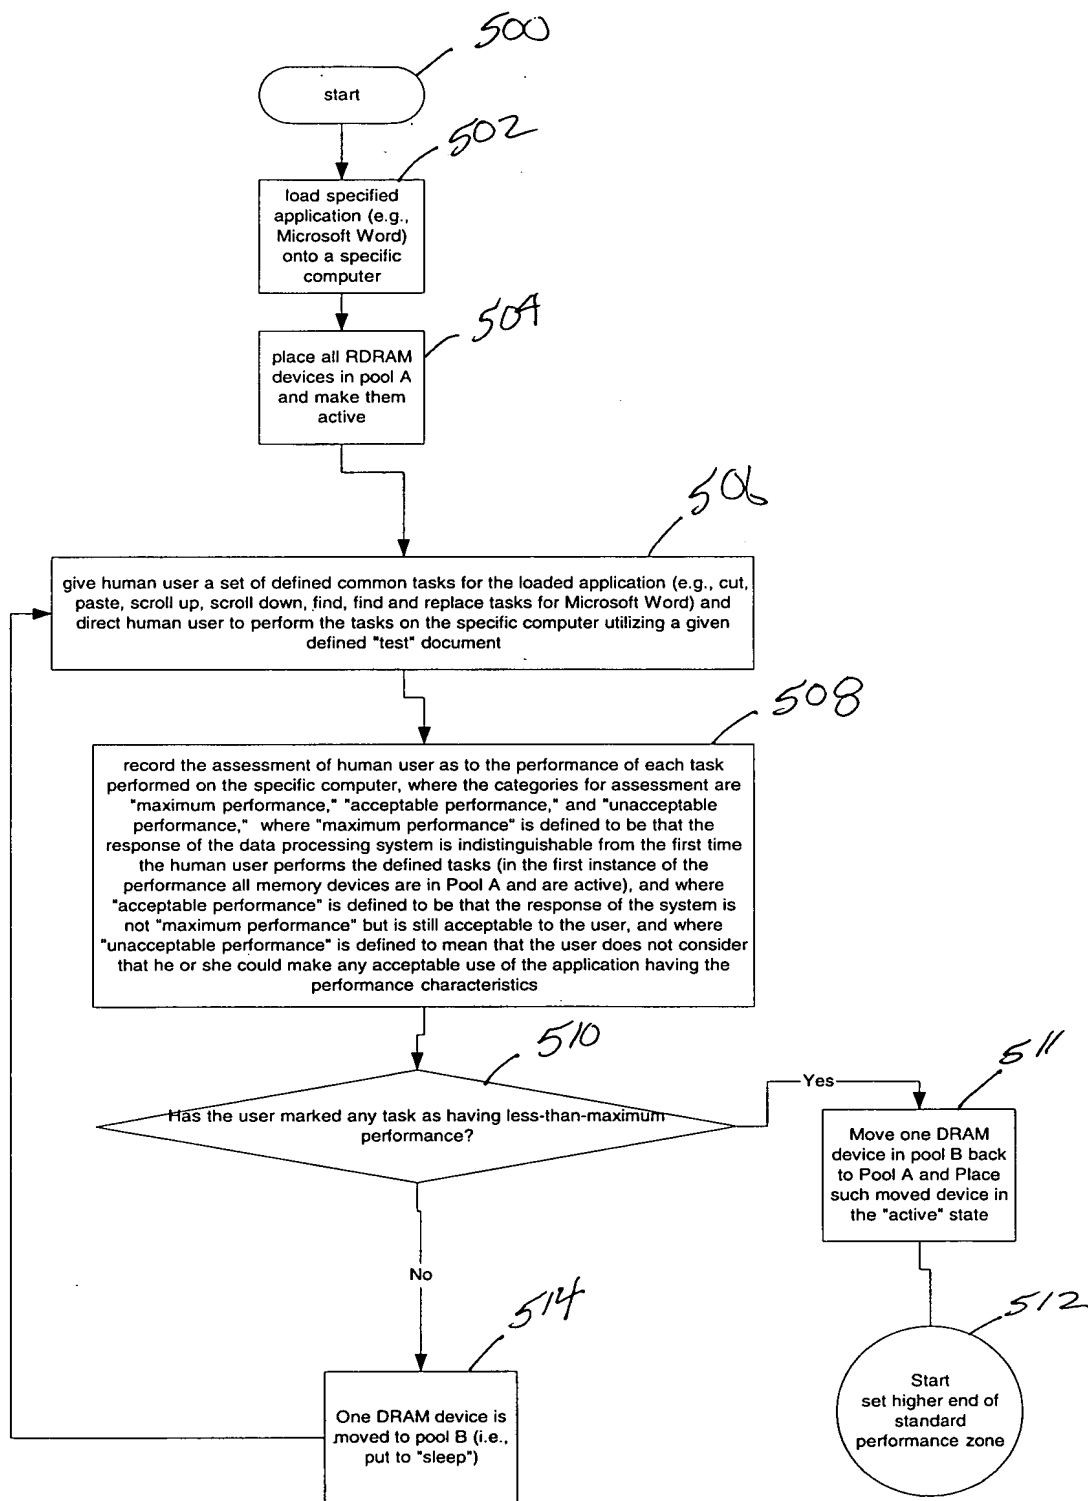 500
start
502
load specified
application (e.g.,
Microsoft Word)
onto a specific
computer
504
place all RDRAM
devices in pool A
and make them
active
506
give human user a set of defined common tasks for the loaded application (e.g., cut,
paste, scroll up, scroll down, find, find and replace tasks for Microsoft Word) and
direct human user to perform the tasks on the specific computer utilizing a given
defined "test" document
508
record the assessment of human user as to the performance of each task
performed on the specific computer, where the categories for assessment are
"maximum performance," "acceptable performance," and "unacceptable
performance," where "maximum performance" is defined to be that the
response of the data processing system is indistinguishable from the first time
the human user performs the defined tasks (in the first instance of the
performance all memory devices are in Pool A and are active), and where
"acceptable performance" is defined to be that the response of the system is
not "maximum performance" but is still acceptable to the user, and where
"unacceptable performance" is defined to mean that the user does not consider
that he or she could make any acceptable use of the application having the
performance characteristics
510
Has the user marked any task as having less-than-maximum
performance?
Yes
511
Move one DRAM
device in pool B back
to Pool A and Place
such moved device in
the "active" state
No
514
One DRAM device is
moved to pool B (i.e.,
put to "sleep")
512
Start
set higher end of
standard
performance zone